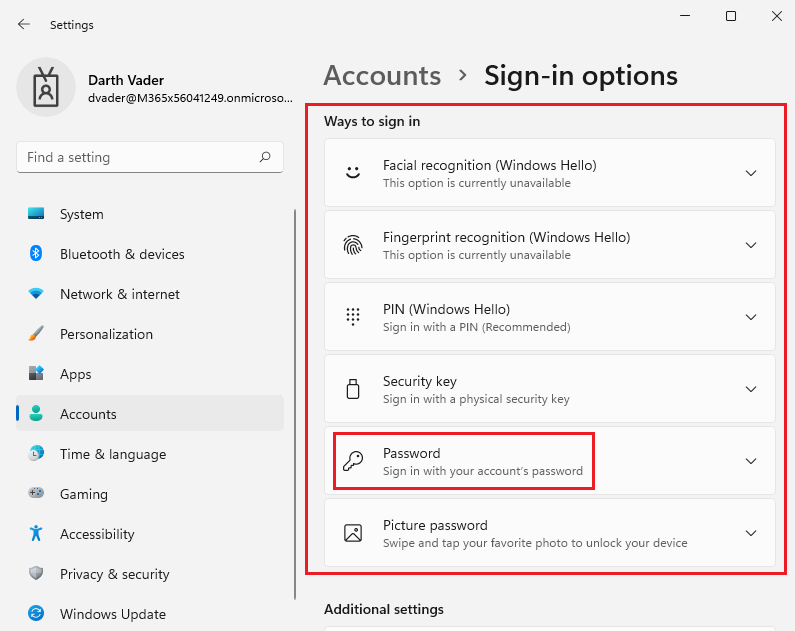 Settings
Darth Vader
dvader@M365x56041249.onmicroso...
Find a setting
System
Bluetooth & devices
Network & internet
Personalization
Apps
Accounts
Time & language
Gaming
Accessibility
Privacy & security
Windows Update
Accounts > Sign-in options
Ways to sign in
Facial recognition (Windows Hello)
This option is currently unavailable
Fingerprint recognition (Windows Hello)
This option is currently unavailable
PIN (Windows Hello)
Sign in with a PIN (Recommended)
Security key
Sign in with a physical security key
Password
Sign in with your account's password
Picture password
Swipe and tap your favorite photo to unlock your device
Additional settings